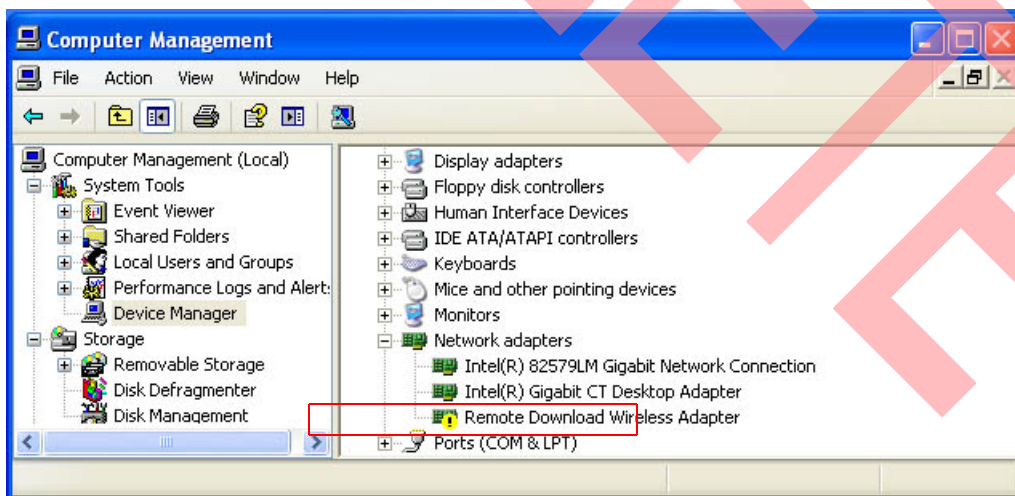 Computer Management
File Action View Window Help
Computer Management (Local)
System Tools
Event Viewer
Shared Folders
Local Users and Groups
Performance Logs and Alert
Device Manager
Storage
Removable Storage
Disk Defragmenter
Disk Management
Display adapters
Floppy disk controllers
Human Interface Devices
IDE ATA/ATAPI controllers
Keyboards
Mice and other pointing devices
Monitors
Network adapters
Intel(R) 82579LM Gigabit Network Connection
Intel(R) Gigabit CT Desktop Adapter
Remote Download Wireless Adapter
Ports (COM & LPT)